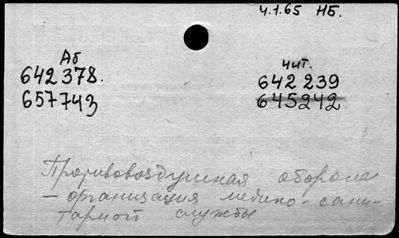 4.1.65 НБ.
Аб чит.
642378. 642239
657743 645242
Противовоздушная оборона
— организация медико-сани-
тарной службы